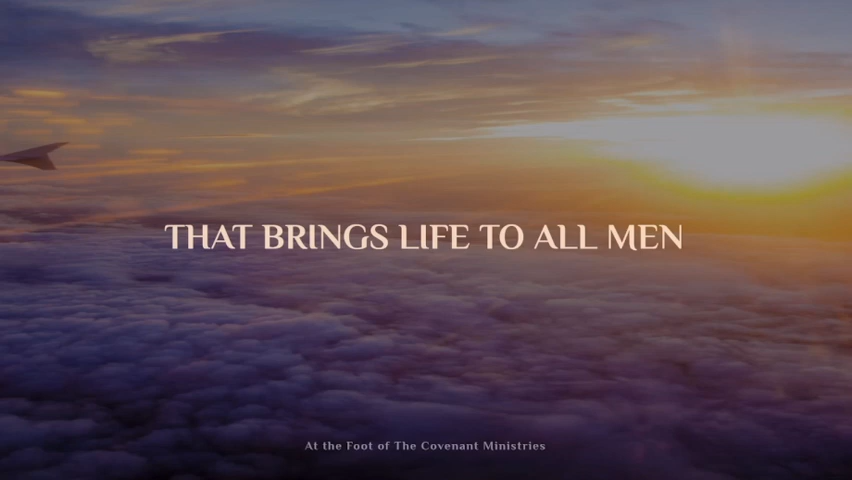 THAT BRINGS LIFE TO ALL MEN
At the Foot of The Covenant Ministries